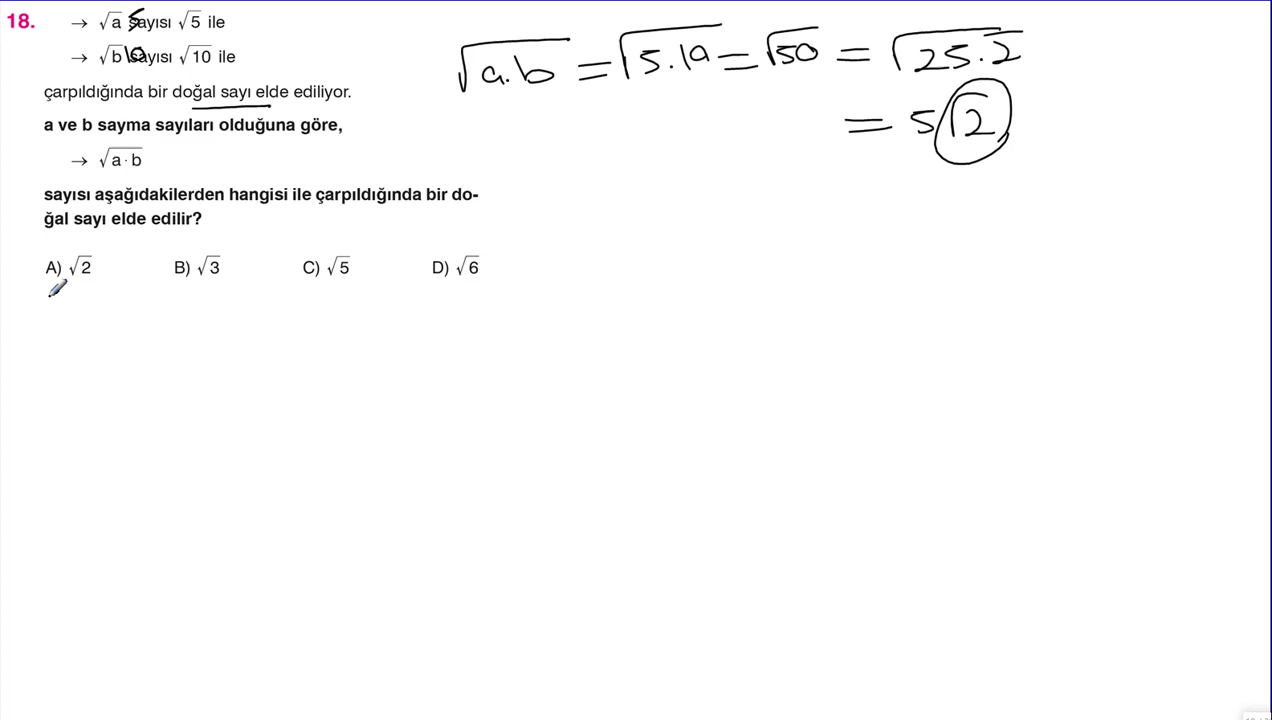 18. → √a 5 sayısı √5 ile
→ √b 10 sayısı √10 ile
çarpıldığında bir doğal sayı elde ediliyor.
a ve b sayma sayıları olduğuna göre,
→ √a · b
sayısı aşağıdakilerden hangisi ile çarpıldığında bir do-
ğal sayı elde edilir?
A) √2 B) √3 C) √5 D) √6
√a.b = √5.10 = √50 = √25.2
= 5√2